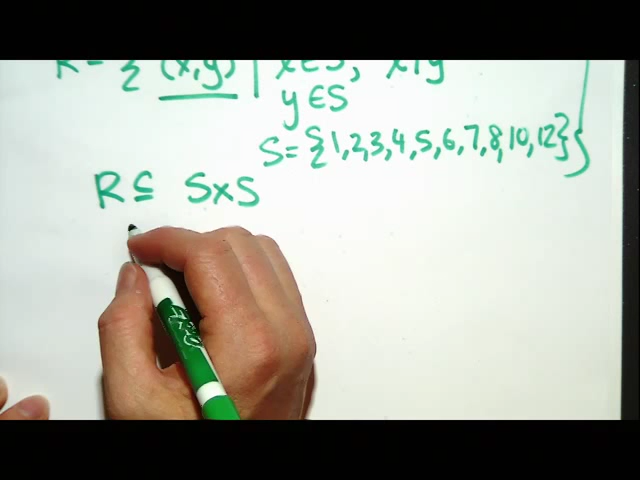 R = { (x,y) | x∈S, x|y
y∈S
S={1,2,3,4,5,6,7,8,10,12}}
R ⊆ S×S